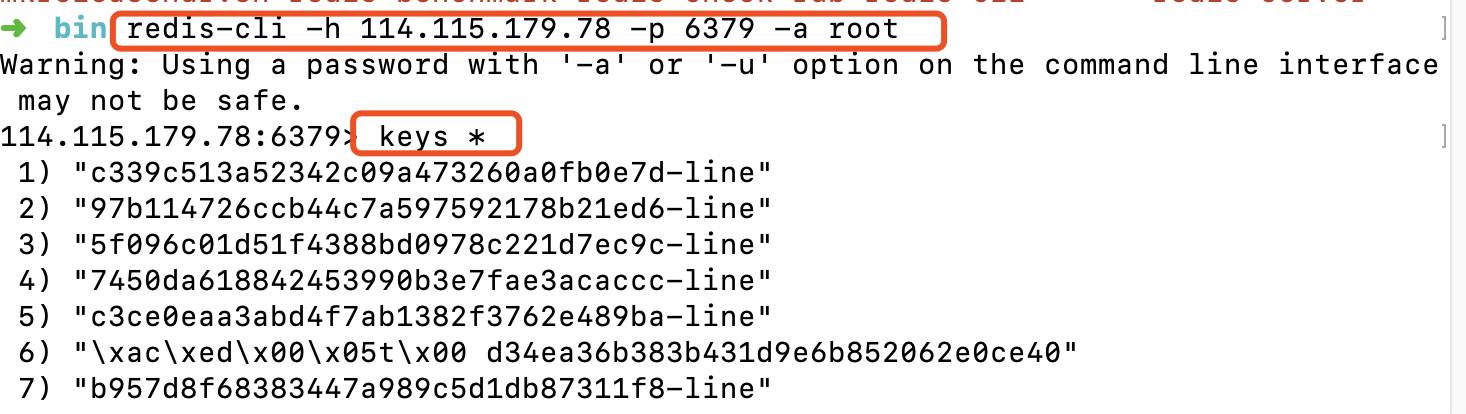 ➜ bin redis-cli -h 114.115.179.78 -p 6379 -a root
Warning: Using a password with '-a' or '-u' option on the command line interface
may not be safe.
114.115.179.78:6379> keys *
1) "c339c513a52342c09a473260a0fb0e7d-line"
2) "97b114726ccb44c7a597592178b21ed6-line"
3) "5f096c01d51f4388bd0978c221d7ec9c-line"
4) "7450da618842453990b3e7fae3acaccc-line"
5) "c3ce0eaa3abd4f7ab1382f3762e489ba-line"
6) "\xac\xed\x00\x05t\x00 d34ea36b383b431d9e6b852062e0ce40"
7) "b957d8f68383447a989c5d1db87311f8-line"